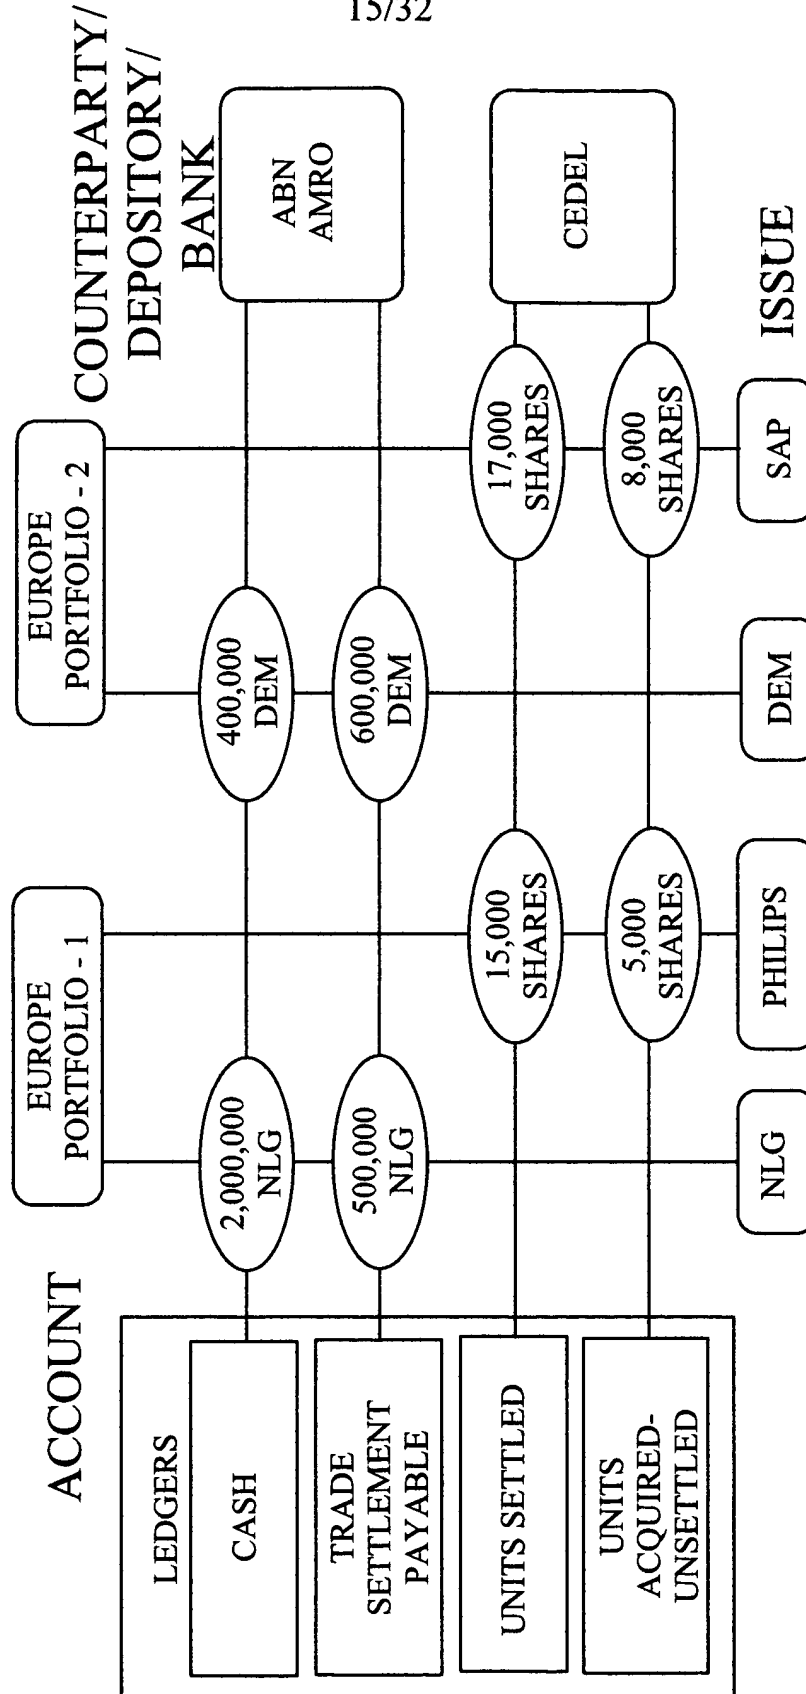 15/32
COUNTERPARTY/
DEPOSITORY/
BANK
ACCOUNT
EUROPE
PORTFOLIO - 1
EUROPE
PORTFOLIO - 2
LEDGERS
CASH
2,000,000
NLG
400,000
DEM
ABN
AMRO
TRADE
SETTLEMENT
PAYABLE
500,000
NLG
600,000
DEM
UNITS SETTLED
15,000
SHARES
17,000
SHARES
CEDEL
UNITS
ACQUIRED-
UNSETTLED
5,000
SHARES
8,000
SHARES
NLG
PHILIPS
DEM
SAP
ISSUE